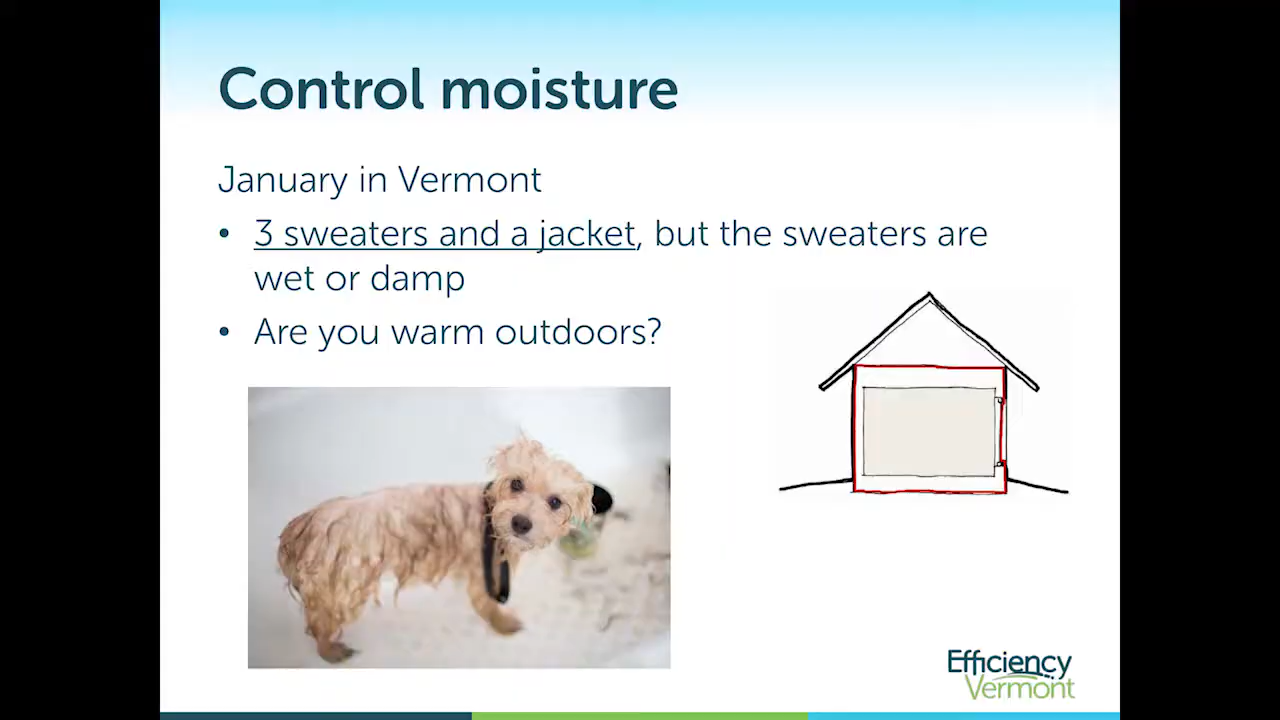 Control moisture
January in Vermont
• 3 sweaters and a jacket, but the sweaters are
wet or damp
• Are you warm outdoors?
Efficiency
Vermont